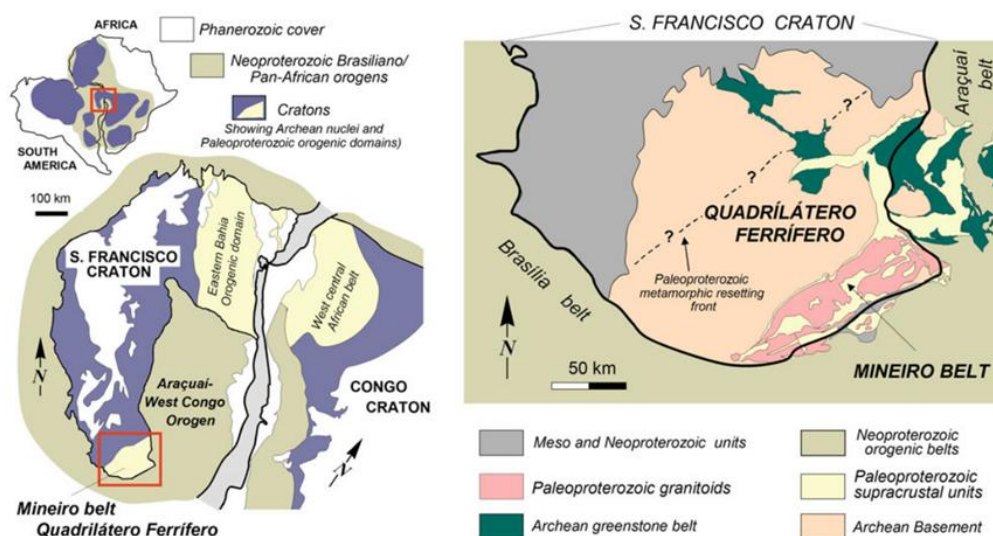 AFRICA
SOUTH
AMERICA
Phanerozoic cover
Neoproterozoic Brasiliano/
Pan-African orogens
Cratons
Showing Archean nuclei and
Paleoproterozoic orogenic domains)
100 km
S. FRANCISCO
CRATON
Eastern Bahia
Orogenic domain
West central
African belt
N
Araçuaí-
West Congo
Orogen
CONGO
CRATON
N
Mineiro belt
Quadrilátero Ferrífero
S. FRANCISCO CRATON
Araçuaí
belt
?
?
QUADRÍLÁTERO
FERRÍFERO
?
Paleoproterozoic
metamorphic resetting
front
Brasília belt
N
50 km
MINEIRO BELT
Meso and Neoproterozoic units
Neoproterozoic
orogenic belts
Paleoproterozoic granitoids
Paleoproterozoic
supracrustal units
Archean greenstone belt
Archean Basement